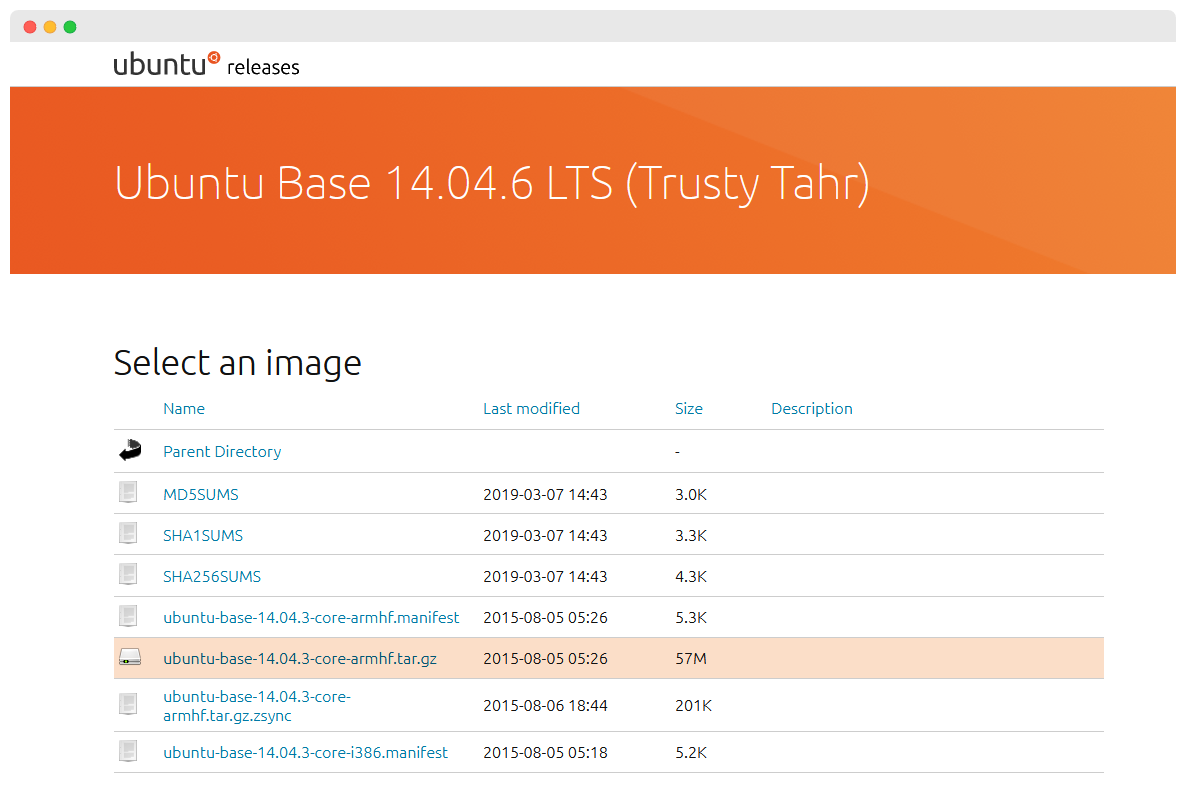 ubuntu releases
Ubuntu Base 14.04.6 LTS (Trusty Tahr)
Select an image
Name Last modified Size Description
Parent Directory -
MD5SUMS 2019-03-07 14:43 3.0K
SHA1SUMS 2019-03-07 14:43 3.3K
SHA256SUMS 2019-03-07 14:43 4.3K
ubuntu-base-14.04.3-core-armhf.manifest 2015-08-05 05:26 5.3K
ubuntu-base-14.04.3-core-armhf.tar.gz 2015-08-05 05:26 57M
ubuntu-base-14.04.3-core-
armhf.tar.gz.zsync 2015-08-06 18:44 201K
ubuntu-base-14.04.3-core-i386.manifest 2015-08-05 05:18 5.2K